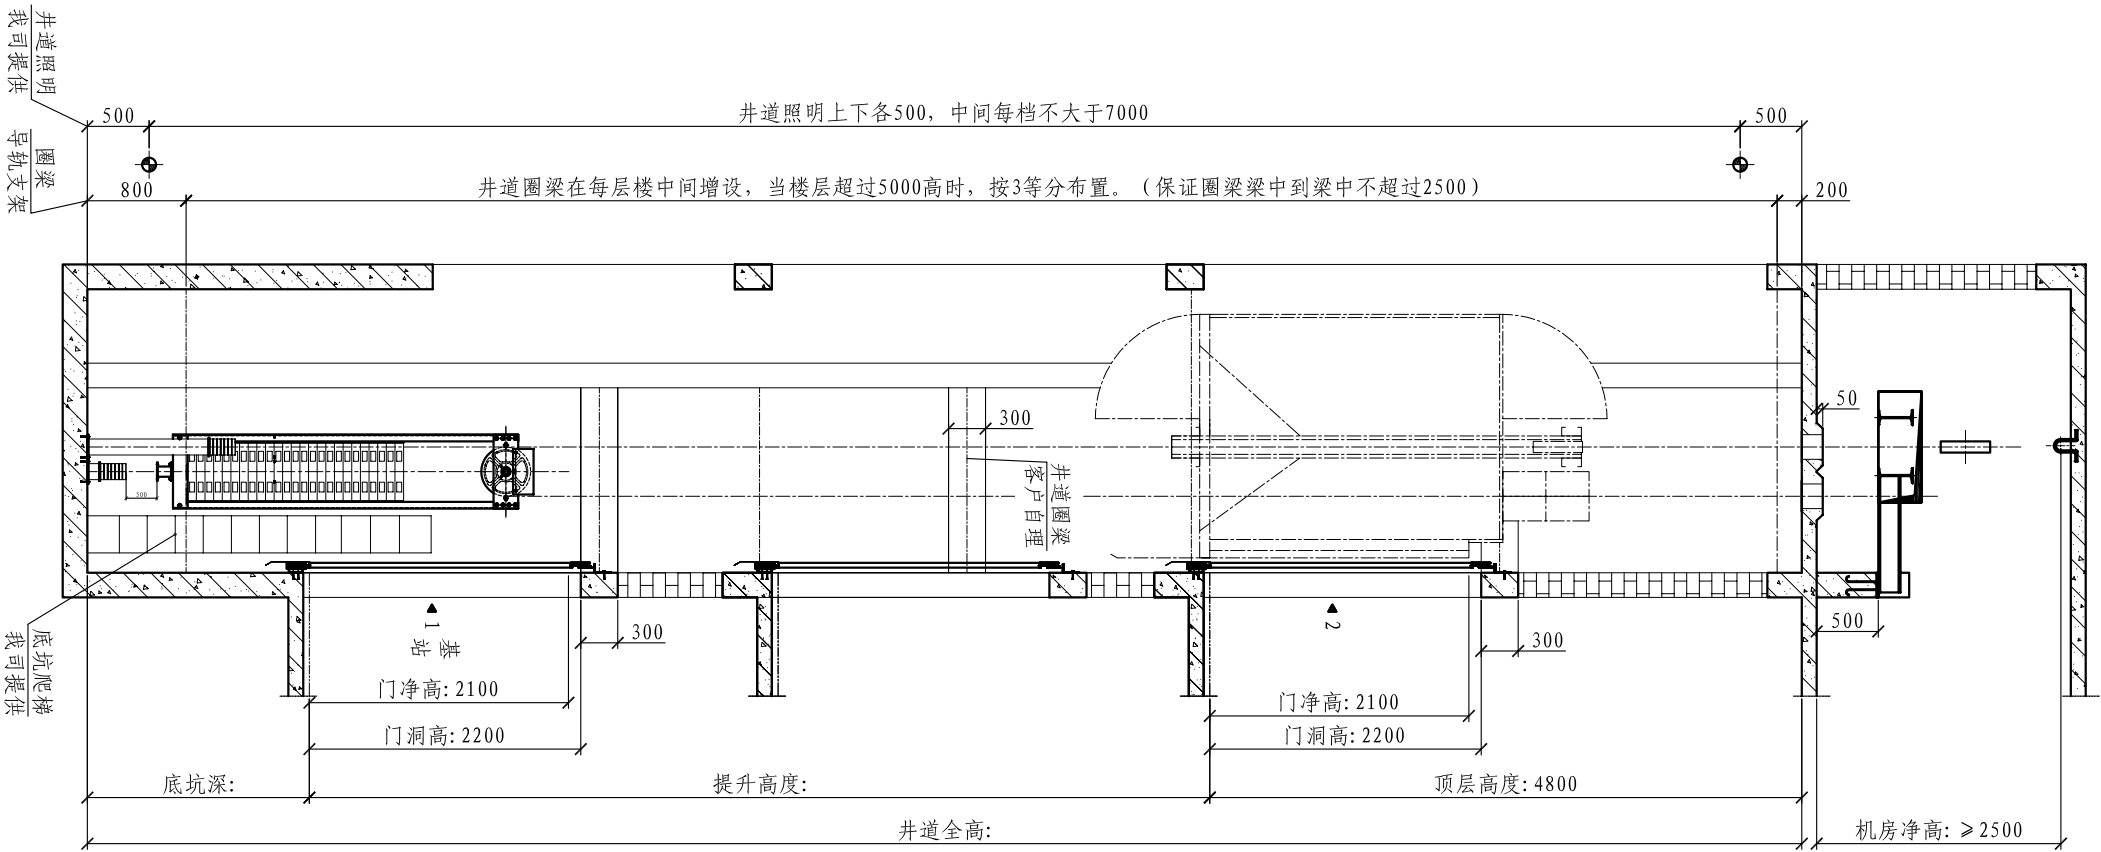 井道照明
我司提供
500
井道照明上下各500，中间每档不大于7000
500
圈梁
导轨支架
800
井道圈梁在每层楼中间增设，当楼层超过5000高时，按3等分布置。（保证圈梁梁中到梁中不超过2500）
200
50
300
井道圈梁
客户自理
500
底坑爬梯
我司提供
1
基站
300
2
300
500
门净高:2100
门洞高:2200
门净高:2100
门洞高:2200
底坑深:
提升高度:
顶层高度:4800
井道全高:
机房净高:≥2500